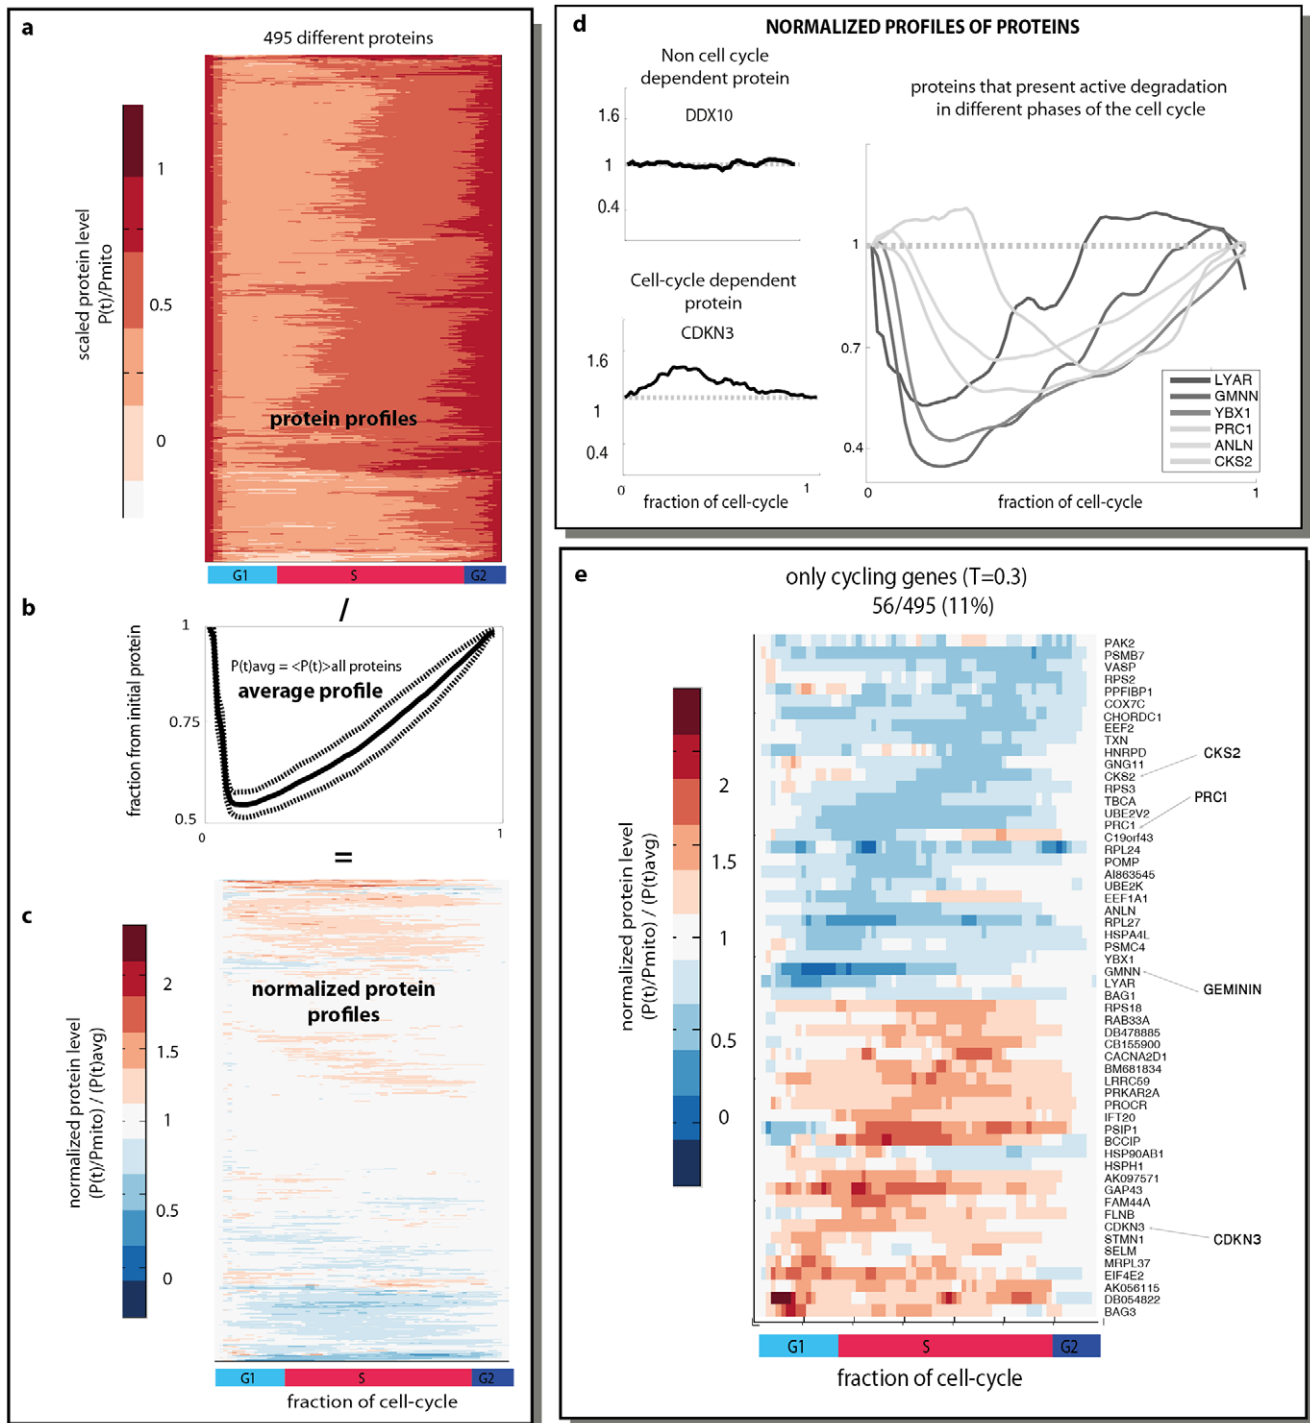 a
495 different proteins
scaled protein level
P(t)/Pmito
1
0.5
0
protein profiles
G1 S G2
b
/
fraction from initial protein
1
0.75
0.5
P(t)avg = <P(t)>all proteins
average profile
0 1
=
c
normalized protein level
(P(t)/Pmito) / (P(t)avg)
2
1.5
1
0.5
0
normalized protein
profiles
G1 S G2
fraction of cell-cycle
d
NORMALIZED PROFILES OF PROTEINS
Non cell cycle
dependent protein
DDX10
1.6
1
0.4
Cell-cycle dependent
protein
CDKN3
1.6
1
0.4
0 1
fraction of cell-cycle
proteins that present active degradation
in different phases of the cell cycle
1
0.7
0.4
LYAR
GMNN
YBX1
PRC1
ANLN
CKS2
0 1
fraction of cell-cycle
e
only cycling genes (T=0.3)
56/495 (11%)
normalized protein level
(P(t)/Pmito) / (P(t)avg)
2
1.5
1
0.5
0
PAK2
PSMB7
VASP
RPS2
PPFIBP1
COX7C
CHORDC1
EEF2
TXN
HNRPD
GNG11
CKS2
RPS3
TBCA
UBE2V2
PRC1
C19orf43
RPL24
POMP
AI863545
UBE2K
EEF1A1
ANLN
RPL27
HSPA4L
PSMC4
YBX1
GMNN
LYAR
BAG1
RPS18
RAB33A
DB478885
CB155900
CACNA2D1
BM681834
LRRC59
PRKAR2A
PROCR
IFT20
PSIP1
BCCIP
HSP90AB1
HSPH1
AK097571
GAP43
FAM44A
FLNB
CDKN3
STMN1
SELM
MRPL37
EIF4E2
AK056115
DB054822
BAG3
CKS2
PRC1
GEMININ
CDKN3
G1 S G2
fraction of cell-cycle